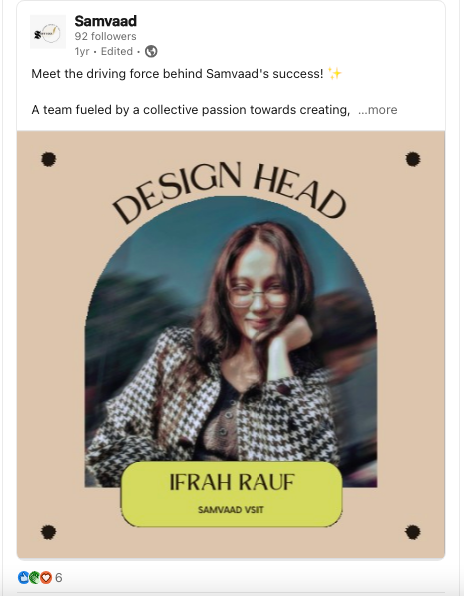 Samvaad
92 followers
1yr • Edited •
Meet the driving force behind Samvaad's success! ✨
A team fueled by a collective passion towards creating, ...more
DESIGN HEAD
IFRAH RAUF
SAMVAAD VSIT
6